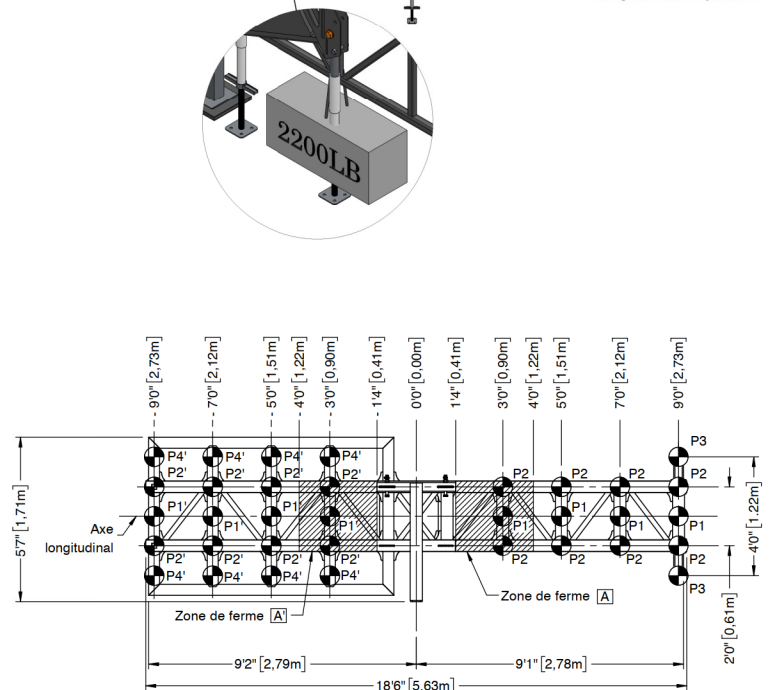 2200LB
- 9'0" [2,73m]
- 7'0" [2,12m]
- 5'0" [1,51m]
- 4'0" [1,22m]
- 3'0" [0,90m]
- 1'4" [0,41m]
0'0" [0,00m]
1'4" [0,41m]
3'0" [0,90m]
4'0" [1,22m]
5'0" [1,51m]
7'0" [2,12m]
9'0" [2,73m]
P3
P4' P4' P4' P4'
P2' P2' P2' P2' P2 P2 P2 P2
5'7" [1,71m]
Axe
longitudinal
P1' P1' P1' P1' P1 P1 P1 P1
4'0" [1.22m]
P2' P2' P2' P2' P2 P2 P2 P2
P4' P4' P4' P4'
P3
2'0" [0,61m]
Zone de ferme A'
Zone de ferme A
9'2" [2,79m]
9'1" [2,78m]
18'6" [5,63m]